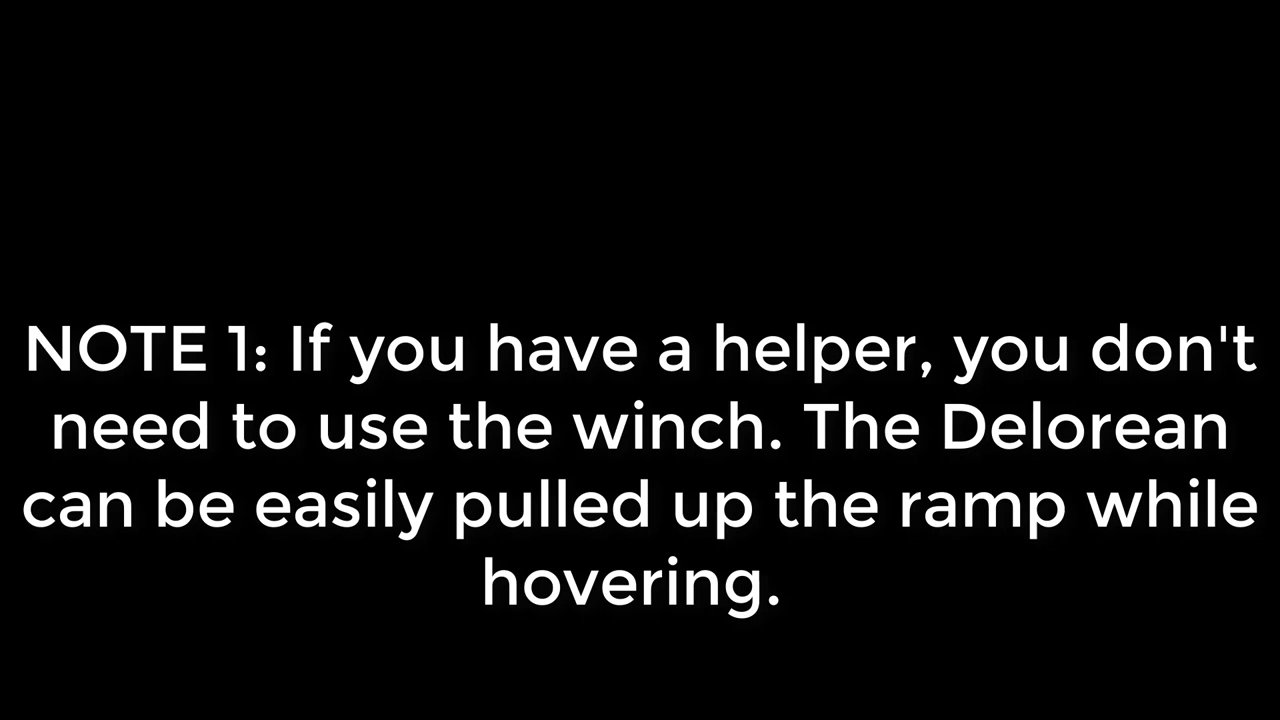 NOTE 1: If you have a helper, you don't
need to use the winch. The Delorean
can be easily pulled up the ramp while
hovering.